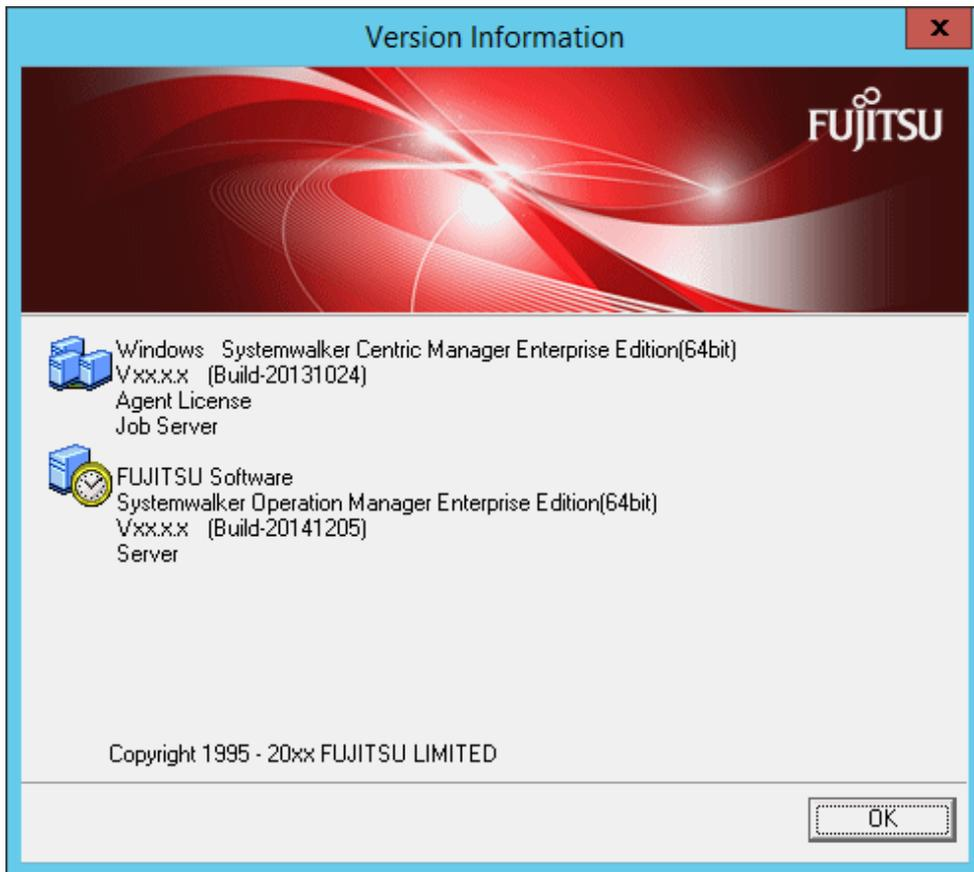 Version Information
x
FUJITSU
Windows Systemwalker Centric Manager Enterprise Edition(64bit)
Vxx.x.x (Build-20131024)
Agent License
Job Server
FUJITSU Software
Systemwalker Operation Manager Enterprise Edition(64bit)
Vxx.x.x (Build-20141205)
Server
Copyright 1995 - 20xx FUJITSU LIMITED
OK